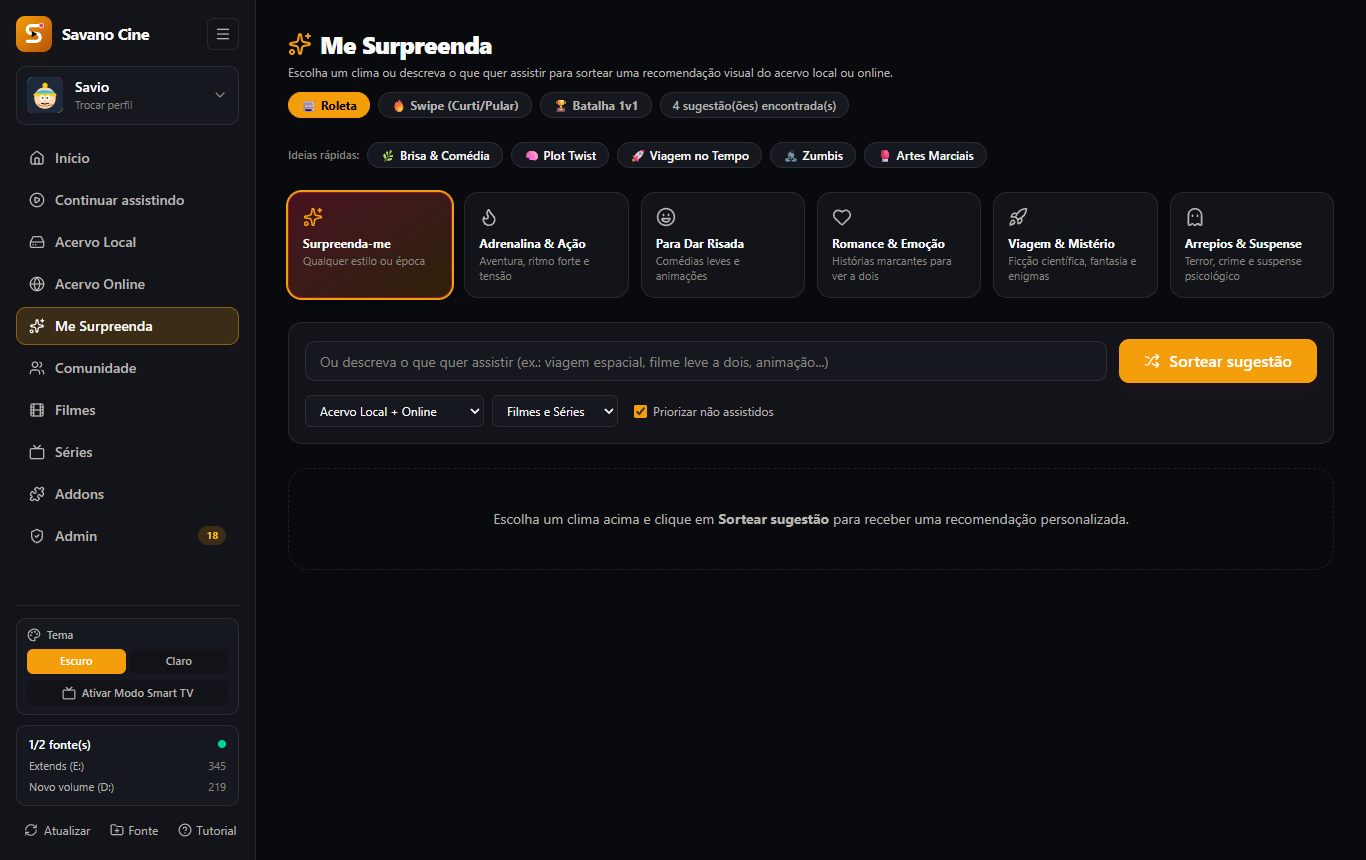 Savano Cine
Savio
Trocar perfil
Início
Continuar assistindo
Acervo Local
Acervo Online
Me Surpreenda
Comunidade
Filmes
Séries
Addons
Admin
18
Tema
Escuro
Claro
Ativar Modo Smart TV
1/2 fonte(s)
Extends (E:)
345
Novo volume (D:)
219
Atualizar
Fonte
Tutorial
Me Surpreenda
Escolha um clima ou descreva o que quer assistir para sortear uma recomendação visual do acervo local ou online.
Roleta
Swipe (Curti/Pular)
Batalha 1v1
4 sugestão(ões) encontrada(s)
Ideias rápidas:
Brisa & Comédia
Plot Twist
Viagem no Tempo
Zumbis
Artes Marciais
Surpreenda-me
Qualquer estilo ou época
Adrenalina & Ação
Aventura, ritmo forte e
tensão
Para Dar Risada
Comédias leves e
animações
Romance & Emoção
Histórias marcantes para
ver a dois
Viagem & Mistério
Ficção científica, fantasia e
enigmas
Arrepios & Suspense
Terror, crime e suspense
psicológico
Ou descreva o que quer assistir (ex.: viagem espacial, filme leve a dois, animação...)
Sortear sugestão
Acervo Local + Online
Filmes e Séries
Priorizar não assistidos
Escolha um clima acima e clique em Sortear sugestão para receber uma recomendação personalizada.